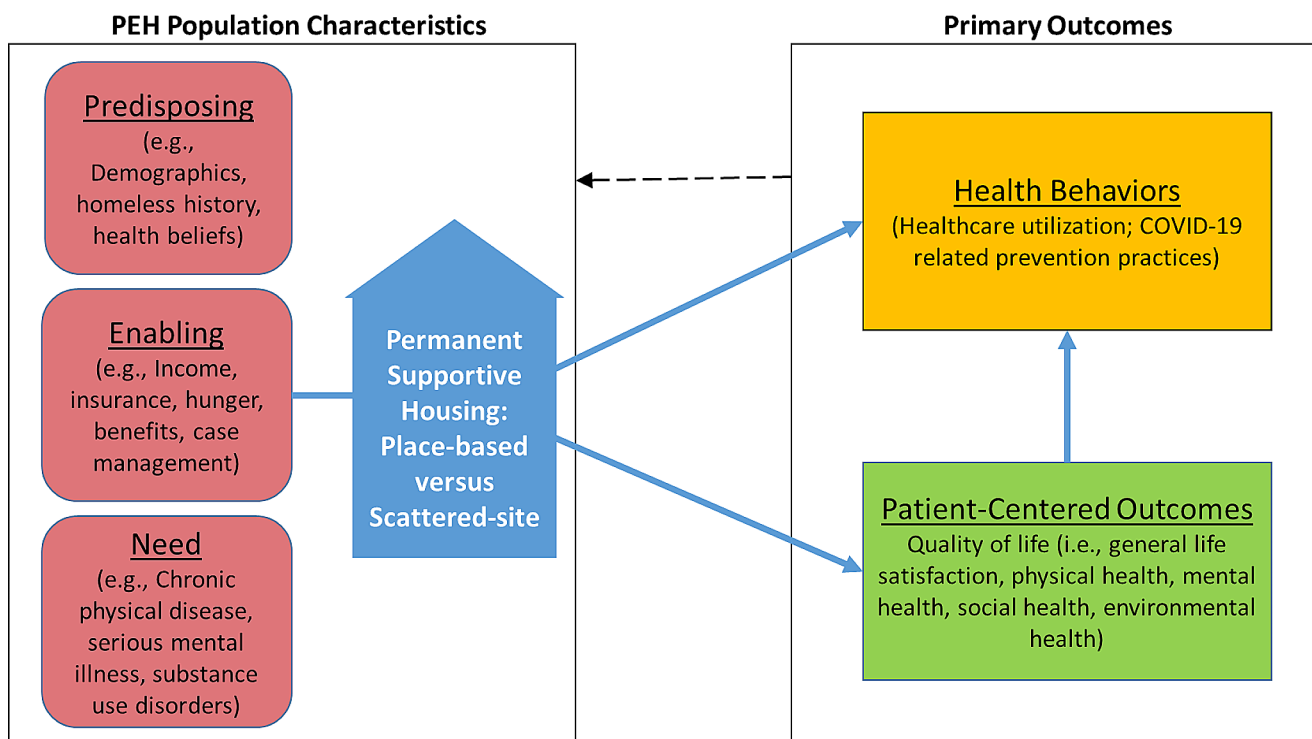 PEH Population Characteristics
Predisposing
(e.g.,
Demographics,
homeless history,
health beliefs)
Enabling
(e.g., Income,
insurance, hunger,
benefits, case
management)
Need
(e.g., Chronic
physical disease,
serious mental
illness, substance
use disorders)
Permanent
Supportive
Housing:
Place-based
versus
Scattered-site
Primary Outcomes
Health Behaviors
(Healthcare utilization; COVID-19
related prevention practices)
Patient-Centered Outcomes
Quality of life (i.e., general life
satisfaction, physical health, mental
health, social health, environmental
health)